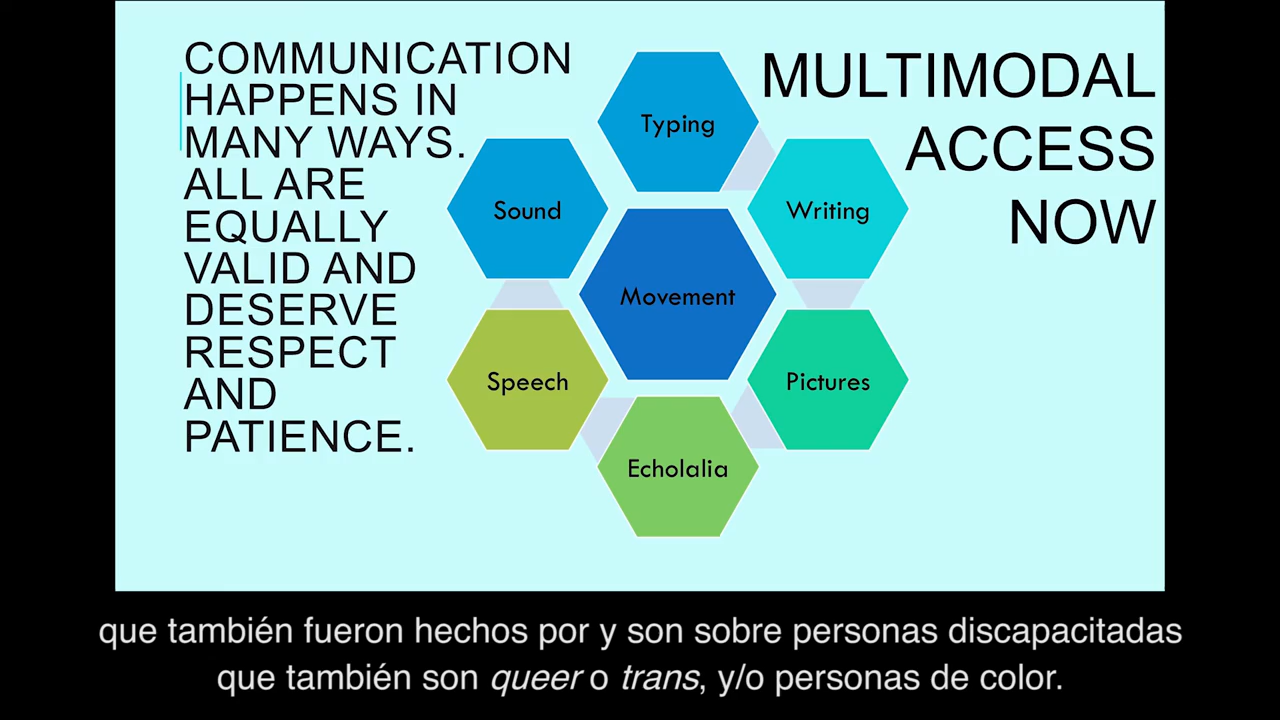 COMMUNICATION
HAPPENS IN
MANY WAYS.
ALL ARE
EQUALLY
VALID AND
DESERVE
RESPECT
AND
PATIENCE.
MULTIMODAL
ACCESS
NOW
Typing
Writing
Pictures
Echolalia
Speech
Sound
Movement
que también fueron hechos por y son sobre personas discapacitadas
que también son queer o trans, y/o personas de color.